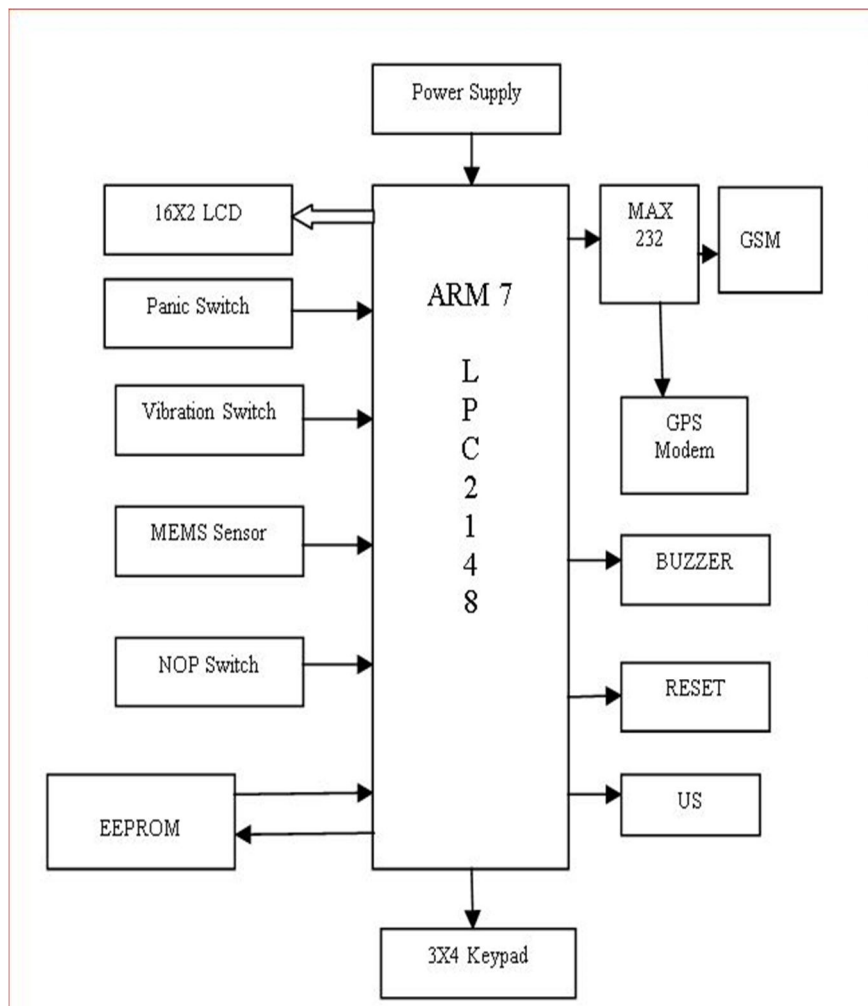 Power Supply
16X2 LCD
Panic Switch
Vibration Switch
MEMS Sensor
NOP Switch
EEPROM
ARM 7
L
P
C
2
1
4
8
MAX
232
GSM
GPS
Modem
BUZZER
RESET
US
3X4 Keypad